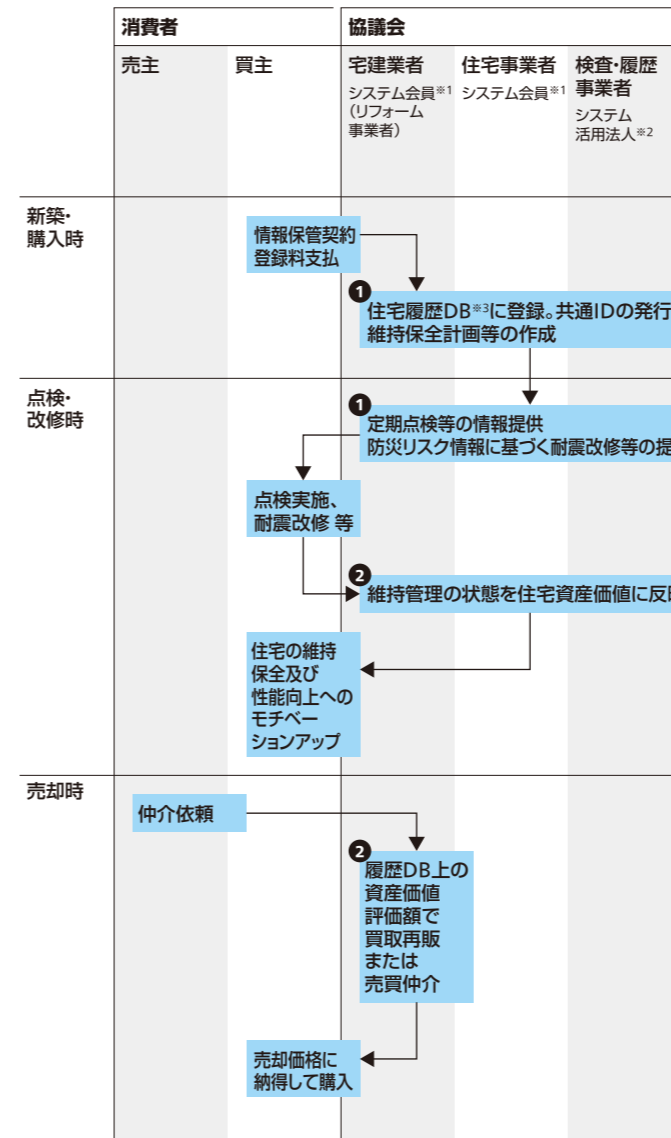 消費者
協議会
売主
買主
宅建業者
システム会員※1
（リフォーム
事業者）
住宅事業者
システム会員※1
検査・履歴
事業者
システム
活用法人※2
新築・
購入時
情報保管契約
登録料支払
❶
住宅履歴DB※3に登録。共通IDの発行
維持保全計画等の作成
点検・
改修時
❶
定期点検等の情報提供
防災リスク情報に基づく耐震改修等の提
点検実施、
耐震改修 等
❷
維持管理の状態を住宅資産価値に反
住宅の維持
保全及び
性能向上への
モチベー
ションアップ
売却時
仲介依頼
❷
履歴DB上の
資産価値
評価額で
買取再販
または
売買仲介
売却価格に
納得して購入